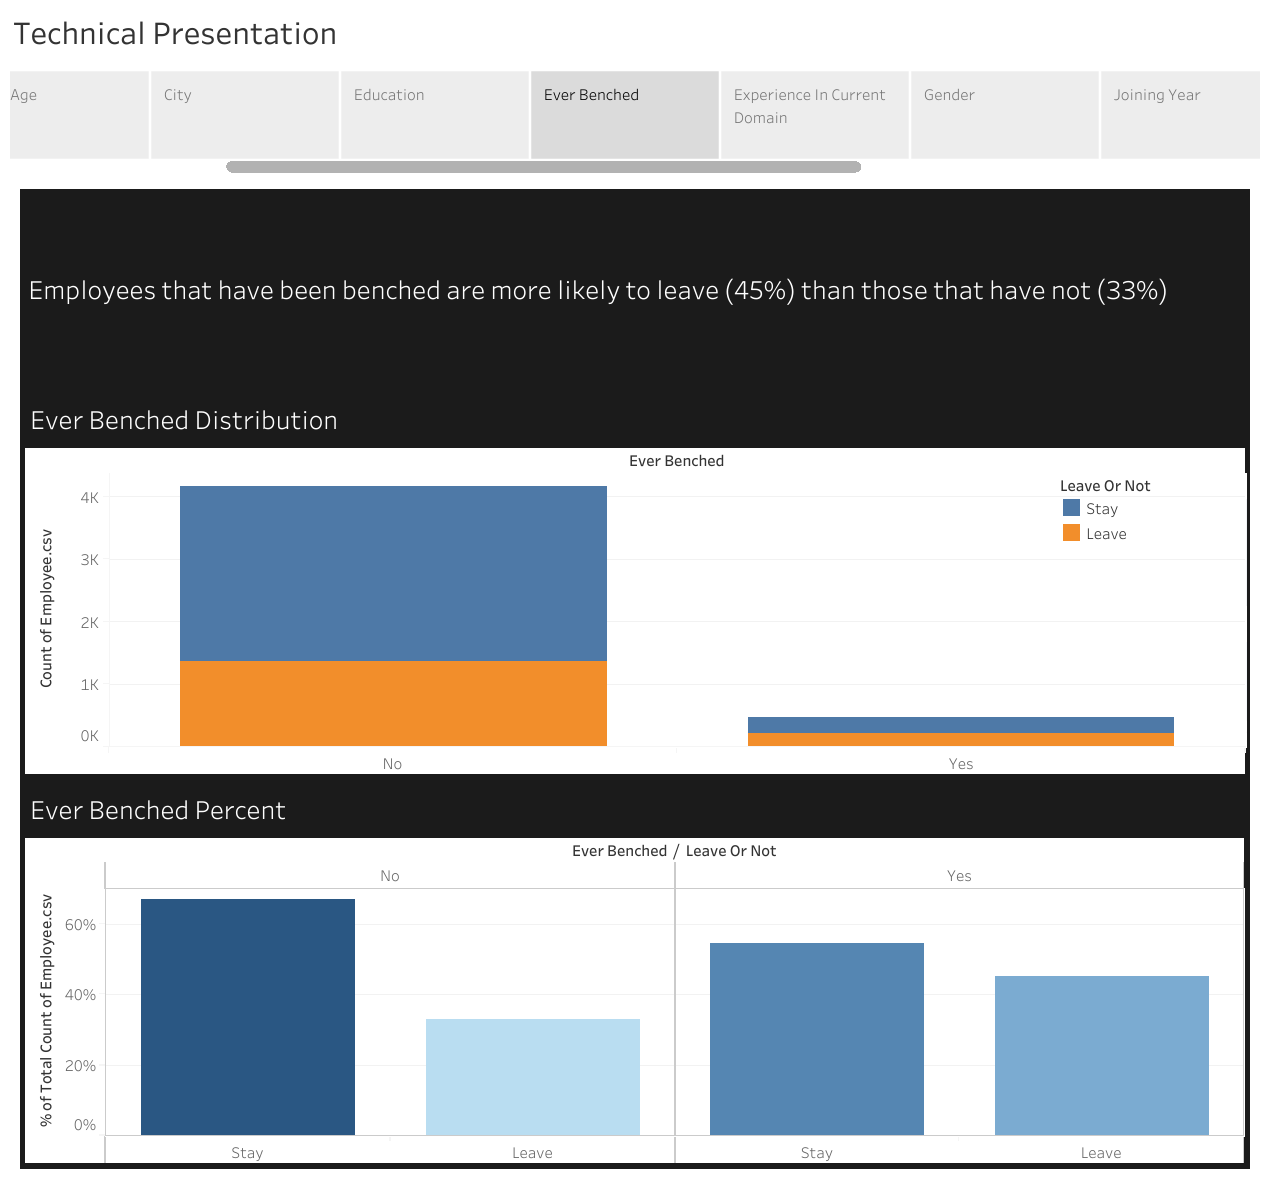 Technical Presentation
Age
City
Education
Ever Benched
Experience In Current
Domain
Gender
Joining Year
Employees that have been benched are more likely to leave (45%) than those that have not (33%)
Ever Benched Distribution
Ever Benched
Leave Or Not
Stay
Leave
Count of Employee.csv
4K
3K
2K
1K
0K
No
Yes
Ever Benched Percent
Ever Benched / Leave Or Not
No
Yes
% of Total Count of Employee.csv
60%
40%
20%
0%
Stay
Leave
Stay
Leave